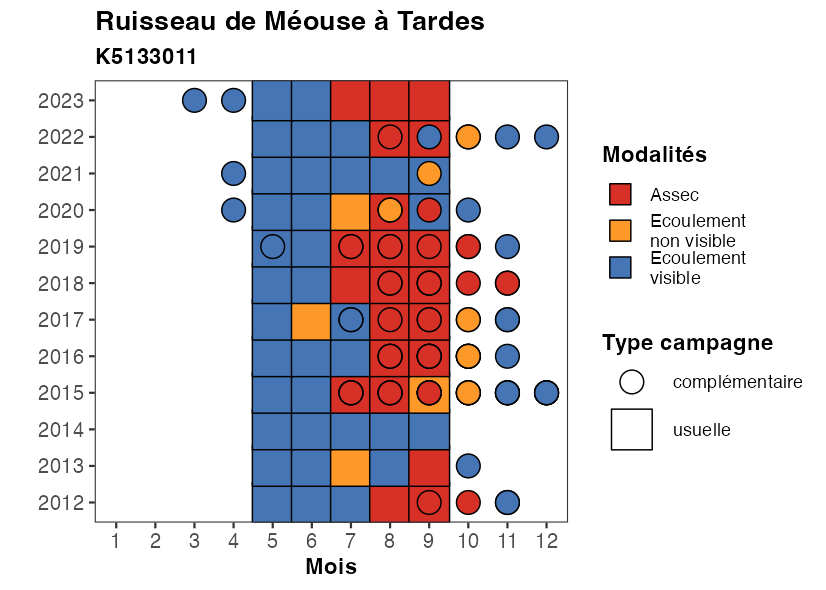 Ruisseau de Méouse à Tardes
K5133011
2023
2022
2021
2020
2019
2018
2017
2016
2015
2014
2013
2012
1 2 3 4 5 6 7 8 9 10 11 12
Mois
Modalités
Assec
Ecoulement
non visible
Ecoulement
visible
Type campagne
complémentaire
usuelle